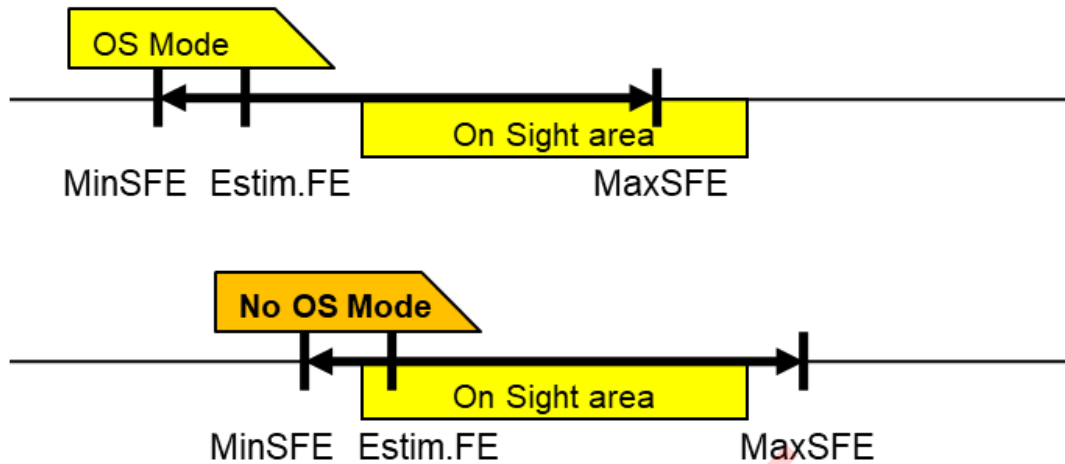 OS Mode
On Sight area
MinSFE Estim.FE MaxSFE
No OS Mode
On Sight area
MinSFE Estim.FE MaxSFE